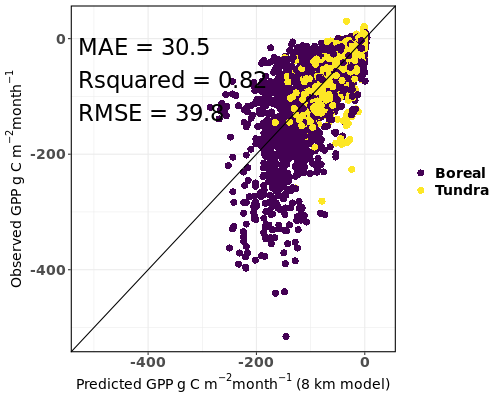 MAE = 30.5
Rsquared = 0.82
RMSE = 39.8
0
-200
-400
-400 -200 0
Observed GPP g C m⁻²month⁻¹
Predicted GPP g C m⁻²month⁻¹ (8 km model)
Boreal
Tundra